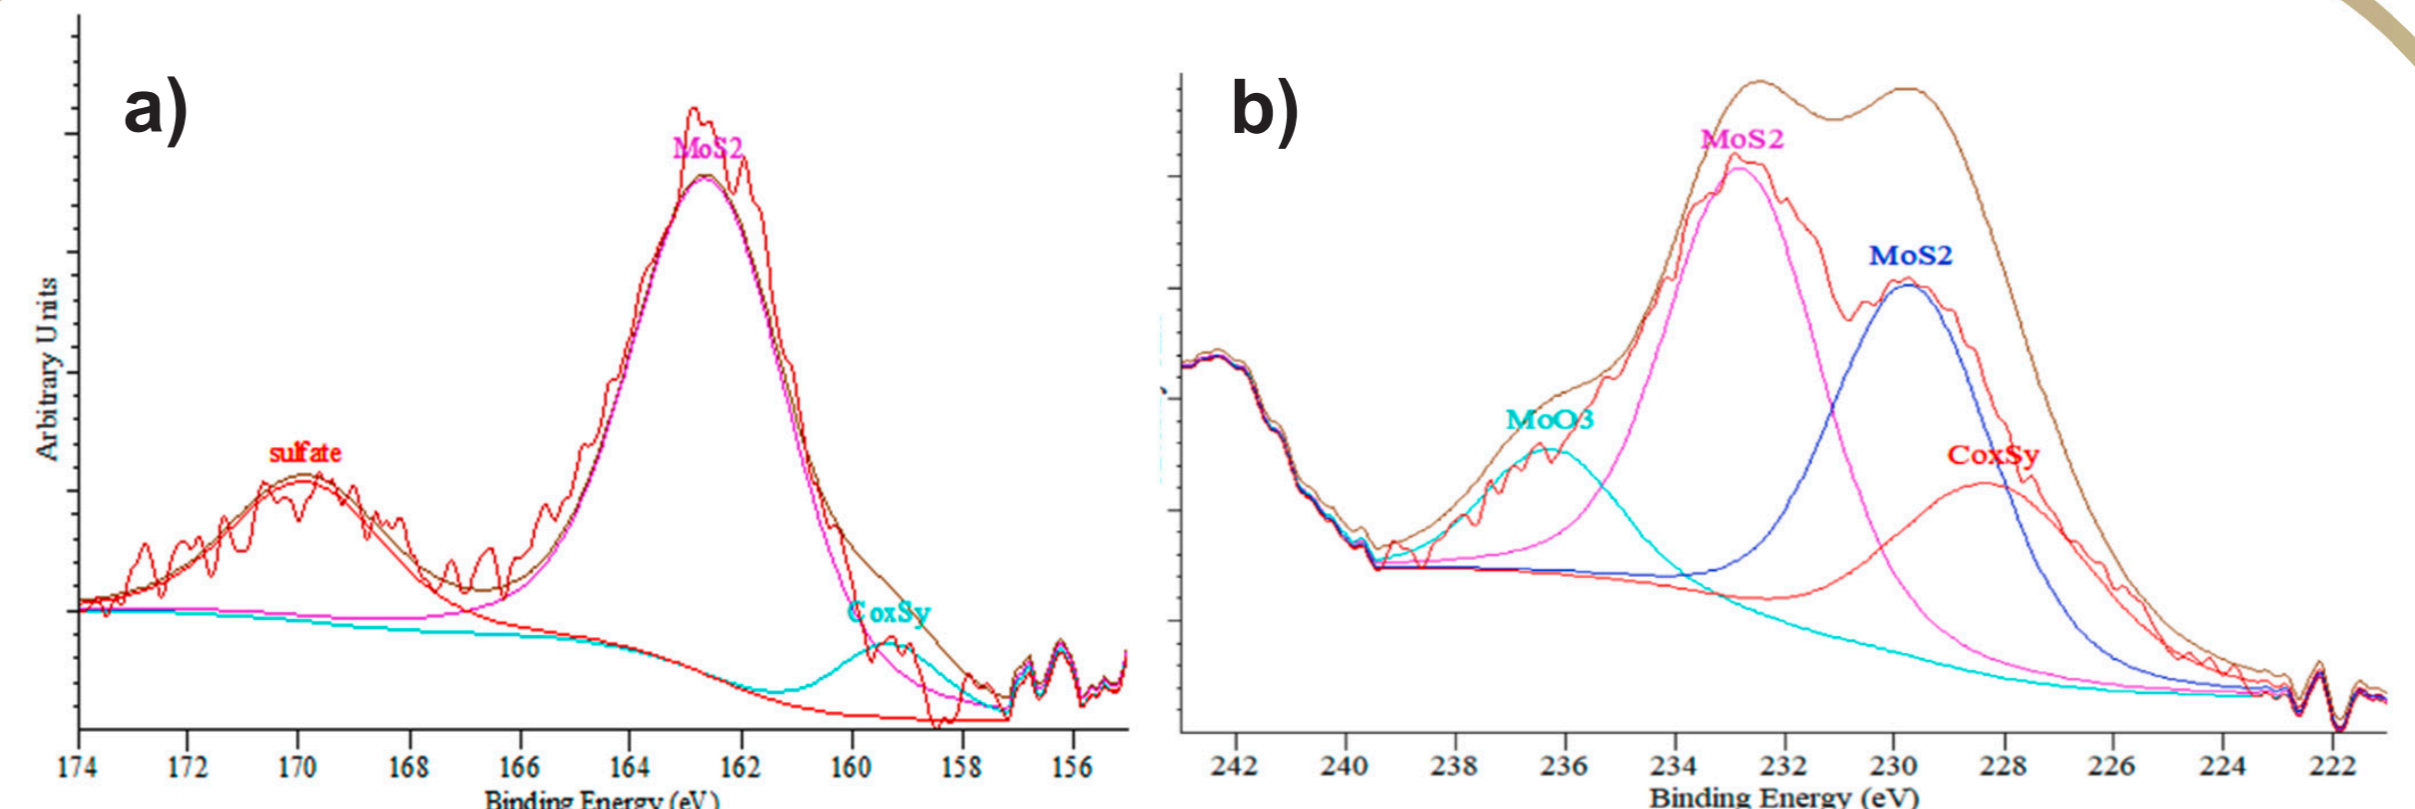 a)
Arbitrary Units
sulfate
MoS2
CoxSy
174 172 170 168 166 164 162 160 158 156
Binding Energy (eV)
b)
MoS2
MoS2
MoO3
CoxSy
242 240 238 236 234 232 230 228 226 224 222
Binding Energy (eV)